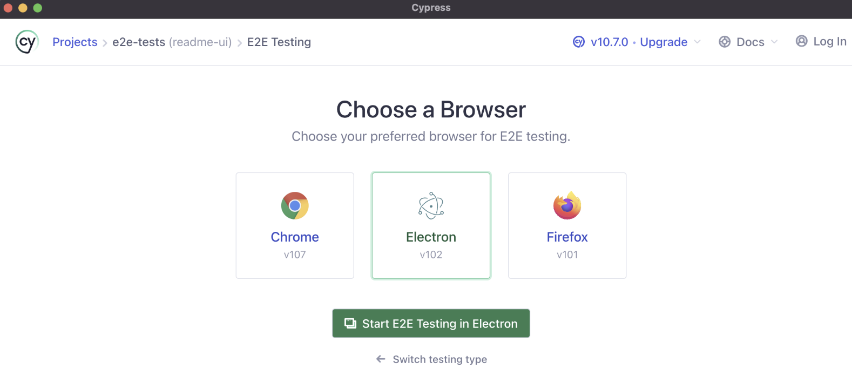 Cypress
cy Projects > e2e-tests (readme-ui) > E2E Testing cy v10.7.0 • Upgrade Docs Log In
Choose a Browser
Choose your preferred browser for E2E testing.
Chrome Electron Firefox
v107 v102 v101
Start E2E Testing in Electron
← Switch testing type